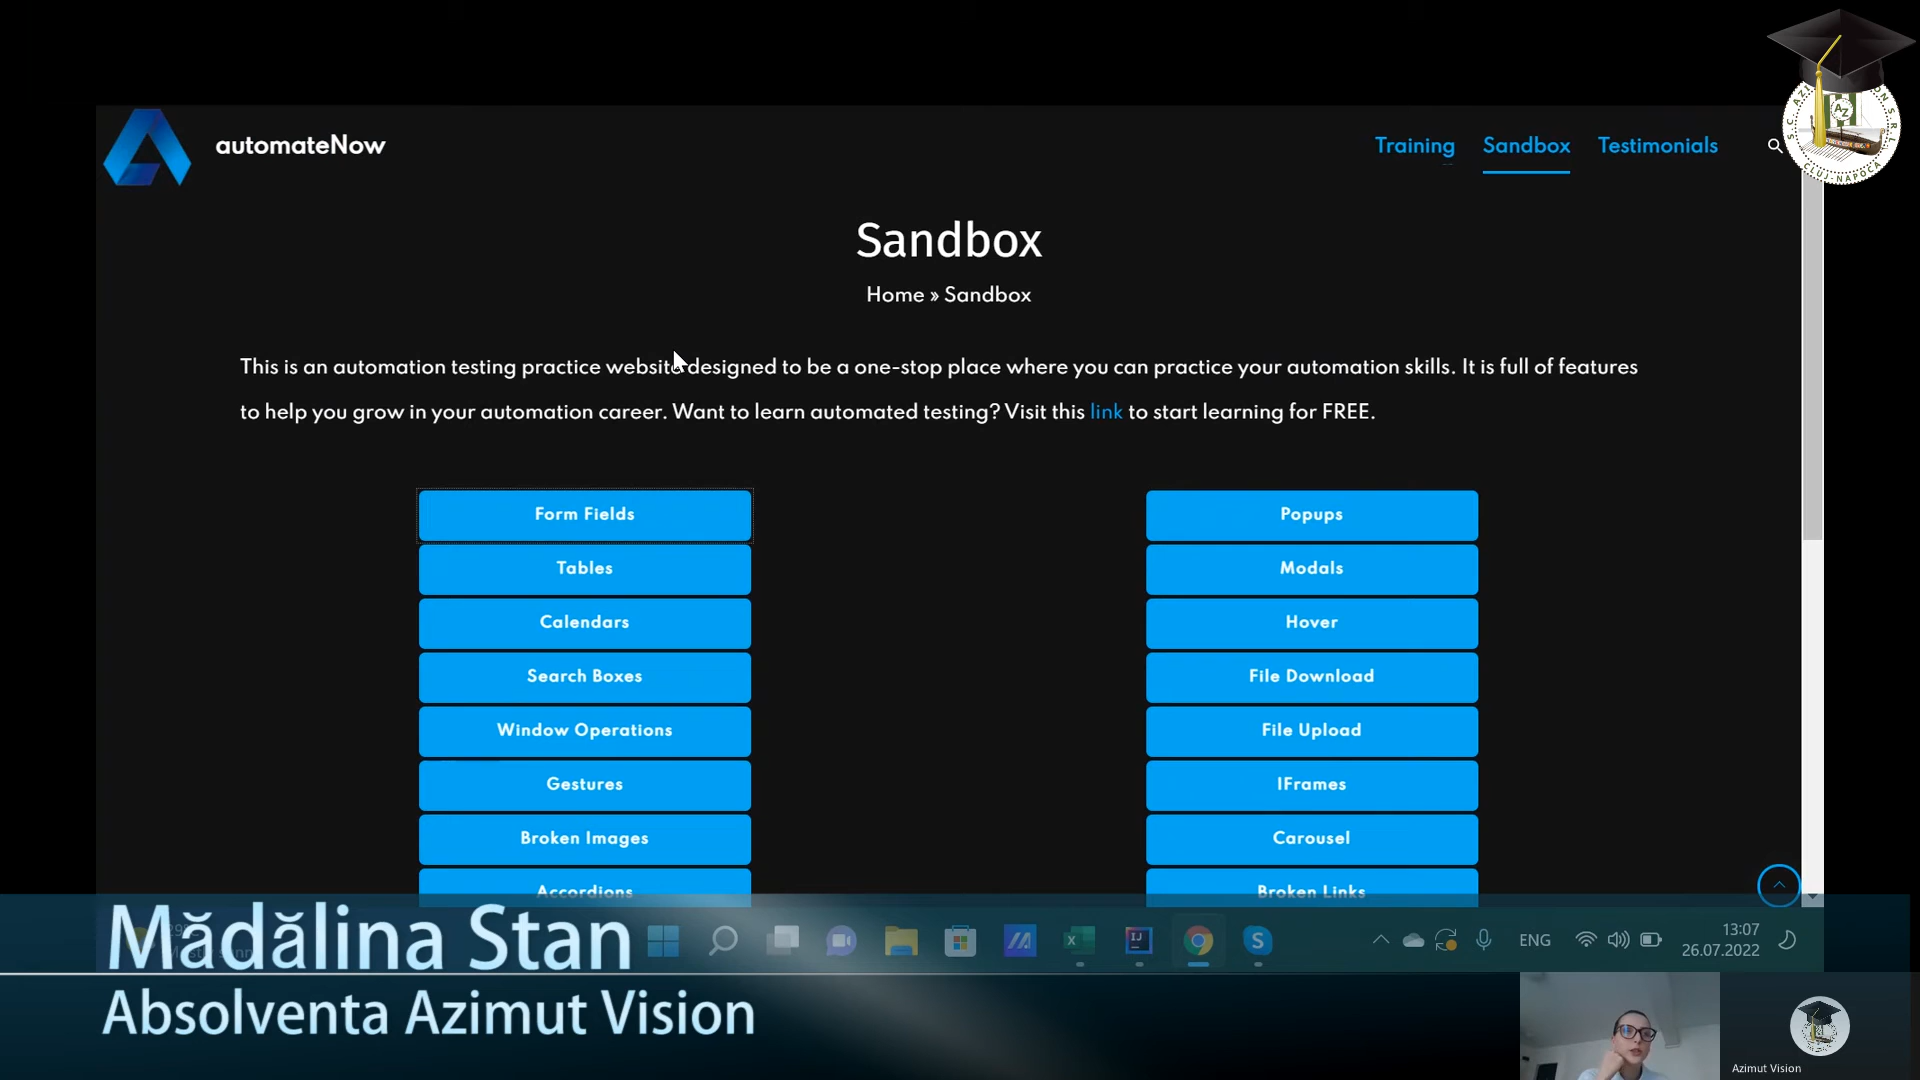 automateNow
Training
Sandbox
Testimonials
Sandbox
Home » Sandbox
This is an automation testing practice website designed to be a one-stop place where you can practice your automation skills. It is full of features
to help you grow in your automation career. Want to learn automated testing? Visit this link to start learning for FREE.
Form Fields
Popups
Tables
Modals
Calendars
Hover
Search Boxes
File Download
Window Operations
File Upload
Gestures
IFrames
Broken Images
Carousel
Accordions
Broken Links
Mădălina Stan
ENG
13:07
26.07.2022
Absolventa Azimut Vision
Azimut Vision
AZ
CLUJ-NAPOCA